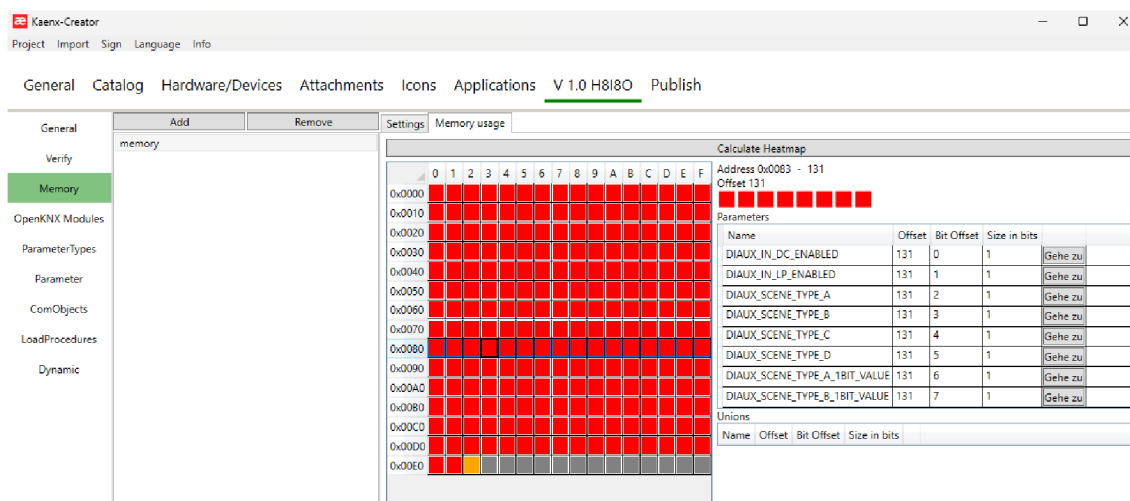 Kaenx-Creator
Project Import Sign Language Info
General Catalog Hardware/Devices Attachments Icons Applications V 1.0 H8I8O Publish
General
Verify
Memory
OpenKNX Modules
ParameterTypes
Parameter
ComObjects
LoadProcedures
Dynamic
Add Remove
memory
Settings Memory usage
Calculate Heatmap
0 1 2 3 4 5 6 7 8 9 A B C D E F
0x0000
0x0010
0x0020
0x0030
0x0040
0x0050
0x0060
0x0070
0x0080
0x0090
0x00A0
0x00B0
0x00C0
0x00D0
0x00E0
Address 0x0083 - 131
Offset 131
Parameters
Name Offset Bit Offset Size in bits
DIAUX_IN_DC_ENABLED 131 0 1 Gehe zu
DIAUX_IN_LP_ENABLED 131 1 1 Gehe zu
DIAUX_SCENE_TYPE_A 131 2 1 Gehe zu
DIAUX_SCENE_TYPE_B 131 3 1 Gehe zu
DIAUX_SCENE_TYPE_C 131 4 1 Gehe zu
DIAUX_SCENE_TYPE_D 131 5 1 Gehe zu
DIAUX_SCENE_TYPE_A_1BIT_VALUE 131 6 1 Gehe zu
DIAUX_SCENE_TYPE_B_1BIT_VALUE 131 7 1 Gehe zu
Unions
Name Offset Bit Offset Size in bits